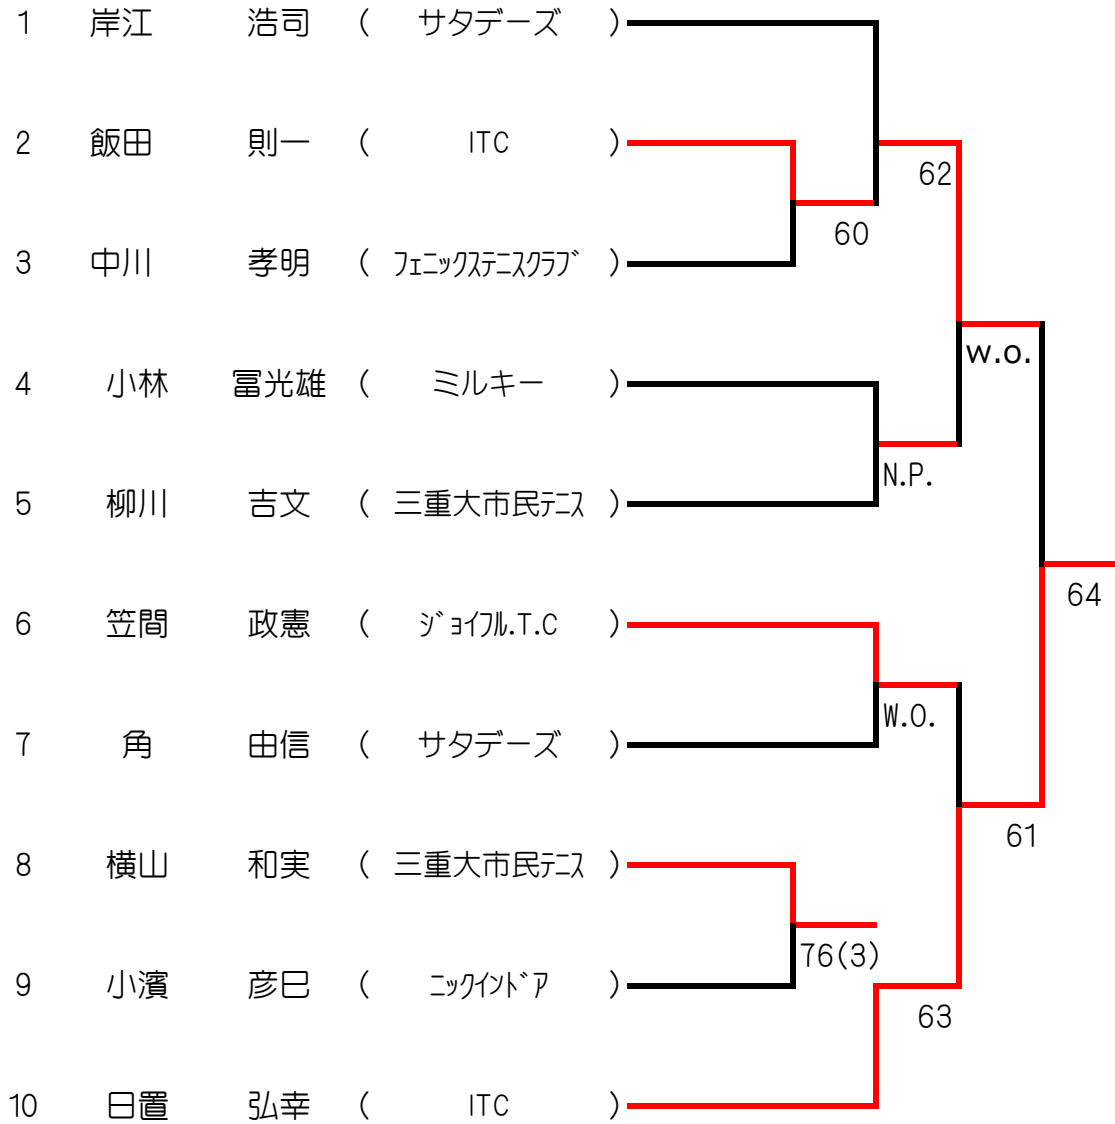 1 岸江 浩司 ( サタデーズ )
2 飯田 則一 ( ITC )
62
60
3 中川 孝明 ( フェニックステニスクラブ )
w.o.
4 小林 冨光雄 ( ミルキー )
N.P.
5 柳川 吉文 ( 三重大市民テニス )
64
6 笠間 政憲 ( ジョイフル.T.C )
W.O.
7 角 由信 ( サタデーズ )
61
8 横山 和実 ( 三重大市民テニス )
76(3)
9 小濱 彦巳 ( ニックインドア )
63
10 日置 弘幸 ( ITC )